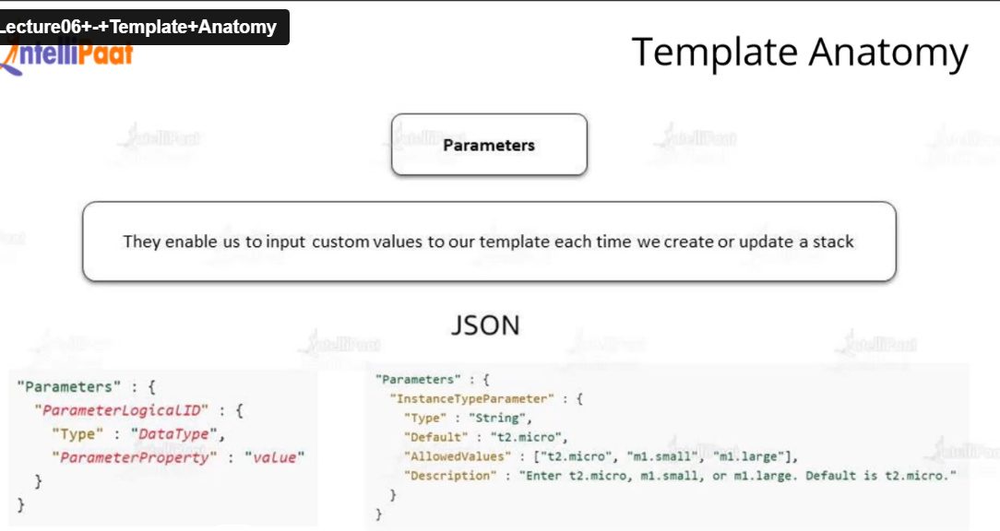 Lecture06+-+Template+Anatomy
IntelliPaat
Template Anatomy
Parameters
They enable us to input custom values to our template each time we create or update a stack
JSON
"Parameters" : {
"ParameterLogicalID" : {
"Type" : "DataType",
"ParameterProperty" : "value"
}
}
"Parameters" : {
"InstanceTypeParameter" : {
"Type" : "String",
"Default" : "t2.micro",
"AllowedValues" : ["t2.micro", "m1.small", "m1.large"],
"Description" : "Enter t2.micro, m1.small, or m1.large. Default is t2.micro."
}
}